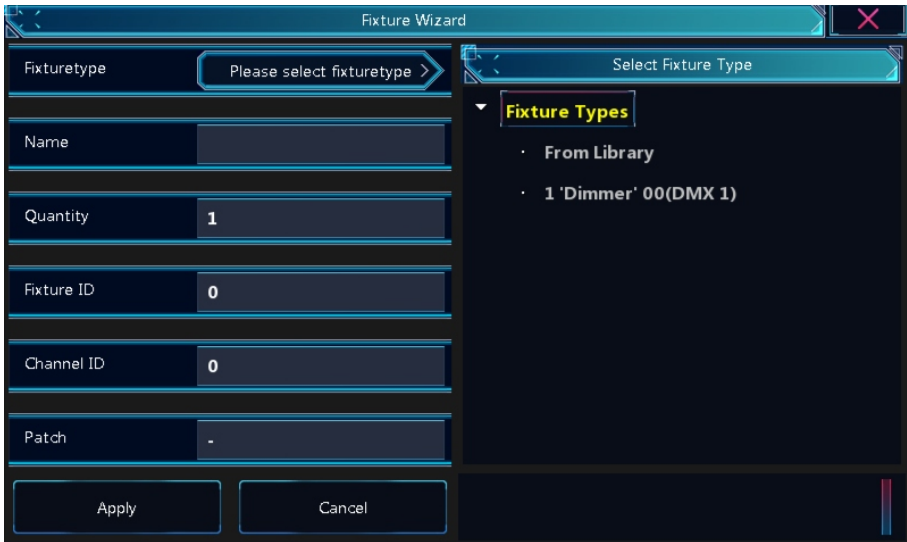 Fixture Wizard
Fixturetype
Please select fixturetype >
Name
Quantity
1
Fixture ID
0
Channel ID
0
Patch
-
Apply
Cancel
Select Fixture Type
Fixture Types
From Library
1 'Dimmer' 00(DMX 1)